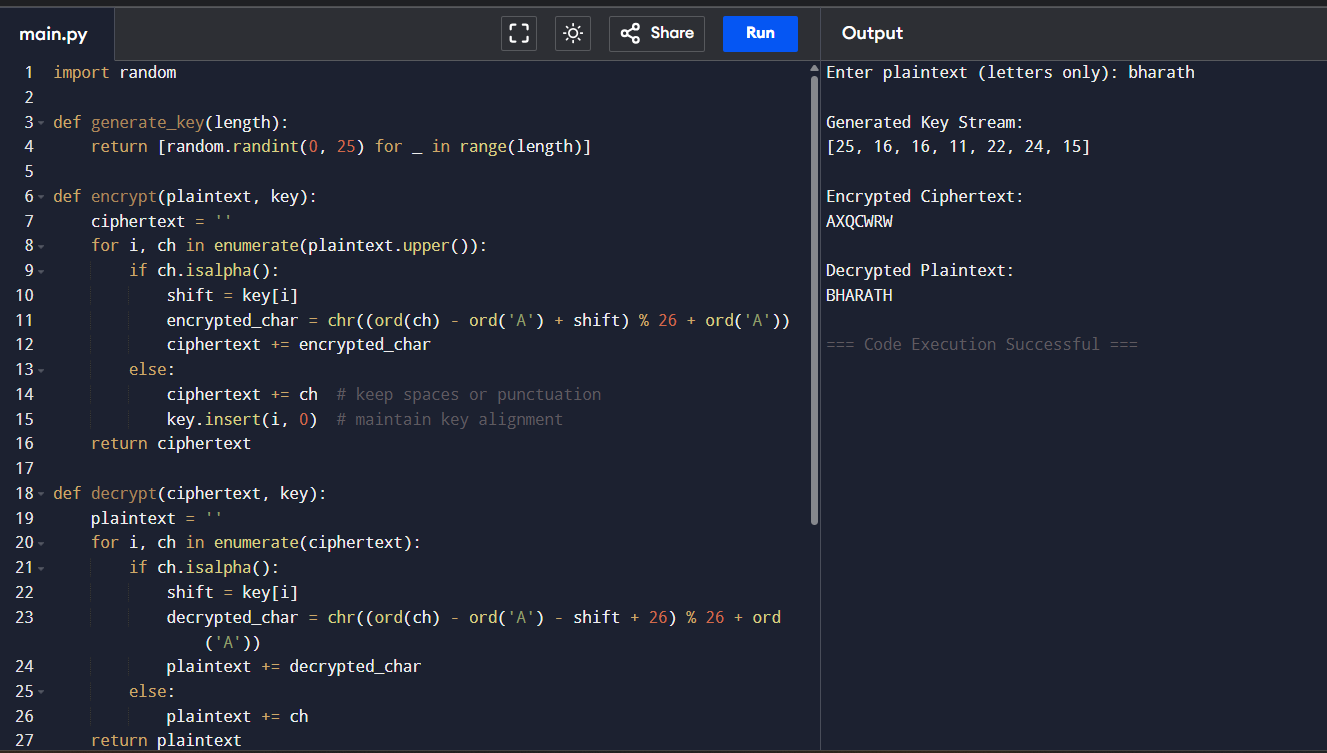 main.py
Share
Run
Output
1 import random
2
3 def generate_key(length):
4     return [random.randint(0, 25) for _ in range(length)]
5
6 def encrypt(plaintext, key):
7     ciphertext = ''
8     for i, ch in enumerate(plaintext.upper()):
9         if ch.isalpha():
10             shift = key[i]
11             encrypted_char = chr((ord(ch) - ord('A') + shift) % 26 + ord('A'))
12             ciphertext += encrypted_char
13         else:
14             ciphertext += ch  # keep spaces or punctuation
15             key.insert(i, 0)  # maintain key alignment
16     return ciphertext
17
18 def decrypt(ciphertext, key):
19     plaintext = ''
20     for i, ch in enumerate(ciphertext):
21         if ch.isalpha():
22             shift = key[i]
23             decrypted_char = chr((ord(ch) - ord('A') - shift + 26) % 26 + ord
('A'))
24             plaintext += decrypted_char
25         else:
26             plaintext += ch
27     return plaintext
Enter plaintext (letters only): bharath
Generated Key Stream:
[25, 16, 16, 11, 22, 24, 15]
Encrypted Ciphertext:
AXQCWRW
Decrypted Plaintext:
BHARATH
=== Code Execution Successful ===